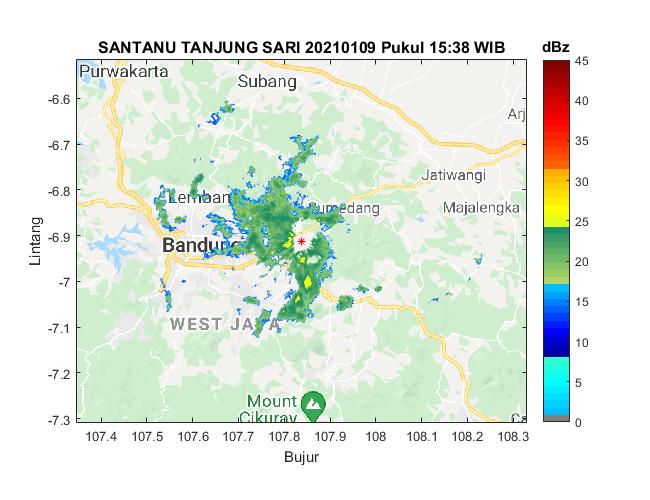 SANTANU TANJUNG SARI 20210109 Pukul 15:38 WIB
dBz
Purwakarta
Subang
Arj
Jatiwangi
Lemban
Sumedang
Majalengka
Bandung
WEST JAVA
Mount
Cikuray
-6.6
-6.7
-6.8
-6.9
-7
-7.1
-7.2
-7.3
Lintang
107.4 107.5 107.6 107.7 107.8 107.9 108 108.1 108.2 108.3
Bujur
45
40
35
30
25
20
15
10
5
0